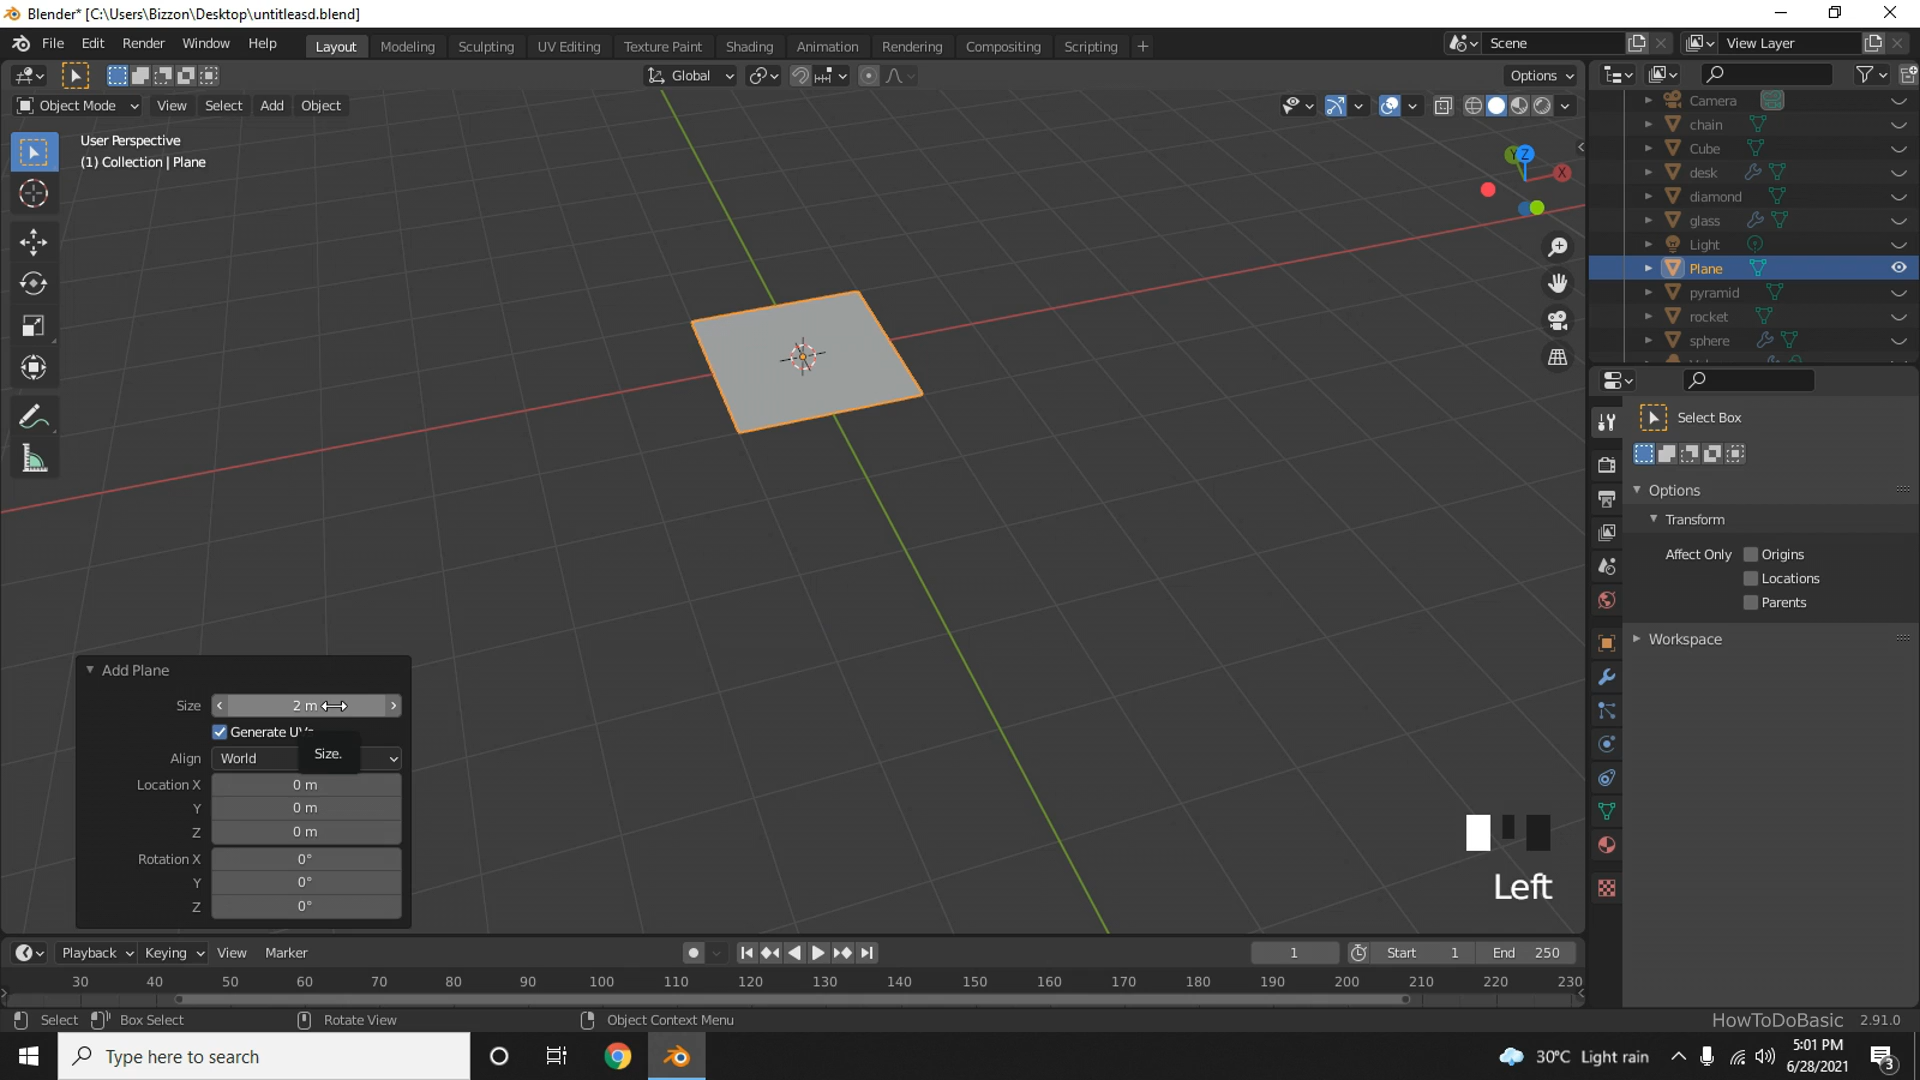 Blender* [C:\Users\Bizzon\Desktop\untitleasd.blend]
File Edit Render Window Help Layout Modeling Sculpting UV Editing Texture Paint Shading Animation Rendering Compositing Scripting + Scene View Layer
Global Options
Object Mode View Select Add Object
User Perspective
(1) Collection | Plane
Y Z X
Camera
chain
Cube
desk
diamond
glass
Light
Plane
pyramid
rocket
sphere
Select Box
Options
Transform
Affect Only Origins
Locations
Parents
Workspace
Add Plane
Size 2 m
Generate UVs
Size.
Align World
Location X 0 m
Y 0 m
Z 0 m
Rotation X 0°
Y 0°
Z 0°
Left
Playback Keying View Marker 1 Start 1 End 250
30 40 50 60 70 80 90 100 110 120 130 140 150 160 170 180 190 200 210 220 230
Select Box Select Rotate View Object Context Menu HowToDoBasic 2.91.0
Type here to search 30°C Light rain 5:01 PM
6/28/2021 3